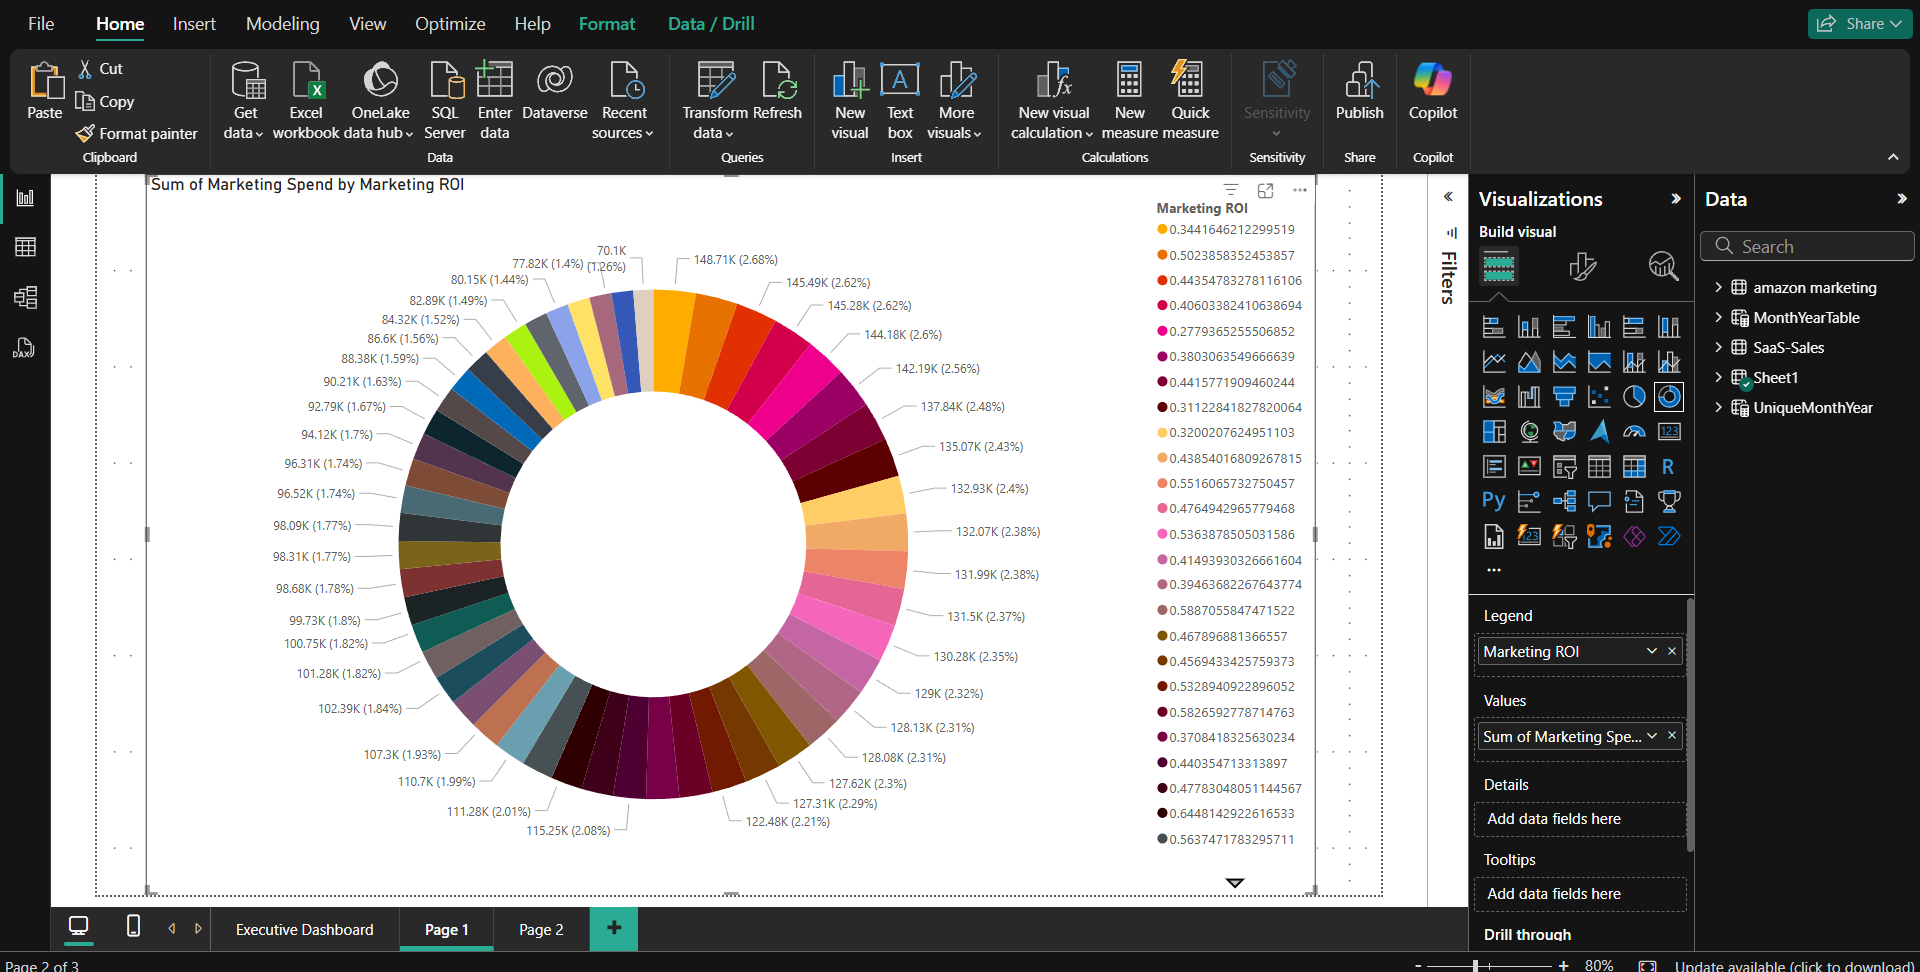 File Home Insert Modeling View Optimize Help Format Data / Drill Share
Paste
Cut
Copy
Format painter
Clipboard
Get data
Excel workbook
OneLake data hub
SQL Server
Enter data
Dataverse
Recent sources
Data
Transform data
Refresh
Queries
New visual
Text box
More visuals
Insert
New visual calculation
New measure
Quick measure
Calculations
Sensitivity
Sensitivity
Publish
Share
Copilot
Copilot
Sum of Marketing Spend by Marketing ROI
148.71K (2.68%)
145.49K (2.62%)
145.28K (2.62%)
144.18K (2.6%)
142.19K (2.56%)
137.84K (2.48%)
135.07K (2.43%)
132.93K (2.4%)
132.07K (2.38%)
131.99K (2.38%)
131.5K (2.37%)
130.28K (2.35%)
129K (2.32%)
128.13K (2.31%)
128.08K (2.31%)
127.62K (2.3%)
127.31K (2.29%)
122.48K (2.21%)
115.25K (2.08%)
111.28K (2.01%)
110.7K (1.99%)
107.3K (1.93%)
102.39K (1.84%)
101.28K (1.82%)
100.75K (1.82%)
99.73K (1.8%)
98.68K (1.78%)
98.31K (1.77%)
98.09K (1.77%)
96.52K (1.74%)
96.31K (1.74%)
94.12K (1.7%)
92.79K (1.67%)
90.21K (1.63%)
88.38K (1.59%)
86.6K (1.56%)
84.32K (1.52%)
82.89K (1.49%)
80.15K (1.44%)
77.82K (1.4%)
70.1K
(1.26%)
Marketing ROI
0.3441646212299519
0.5023858352453857
0.44354783278116106
0.40603382410638694
0.2779365255506852
0.3803063549666639
0.4415771909460244
0.31122841827820064
0.3200207624951103
0.43854016809267815
0.5516065732750457
0.4764942965779468
0.5363878505031586
0.41493930326661604
0.39463682267643774
0.5887055847471522
0.467896881366557
0.4569433425759373
0.5328940922896052
0.5826592778714763
0.3708418325630234
0.440354713313897
0.47783048051144567
0.6448142922616533
0.5637471783295711
Filters
Visualizations
Build visual
123
R
Py
123
Legend
Marketing ROI
Values
Sum of Marketing Spe...
Details
Add data fields here
Tooltips
Add data fields here
Drill through
Data
Search
amazon marketing
MonthYearTable
SaaS-Sales
Sheet1
UniqueMonthYear
DAX
Executive Dashboard Page 1 Page 2 +
Page 2 of 3
- + 80% Update available (click to download)